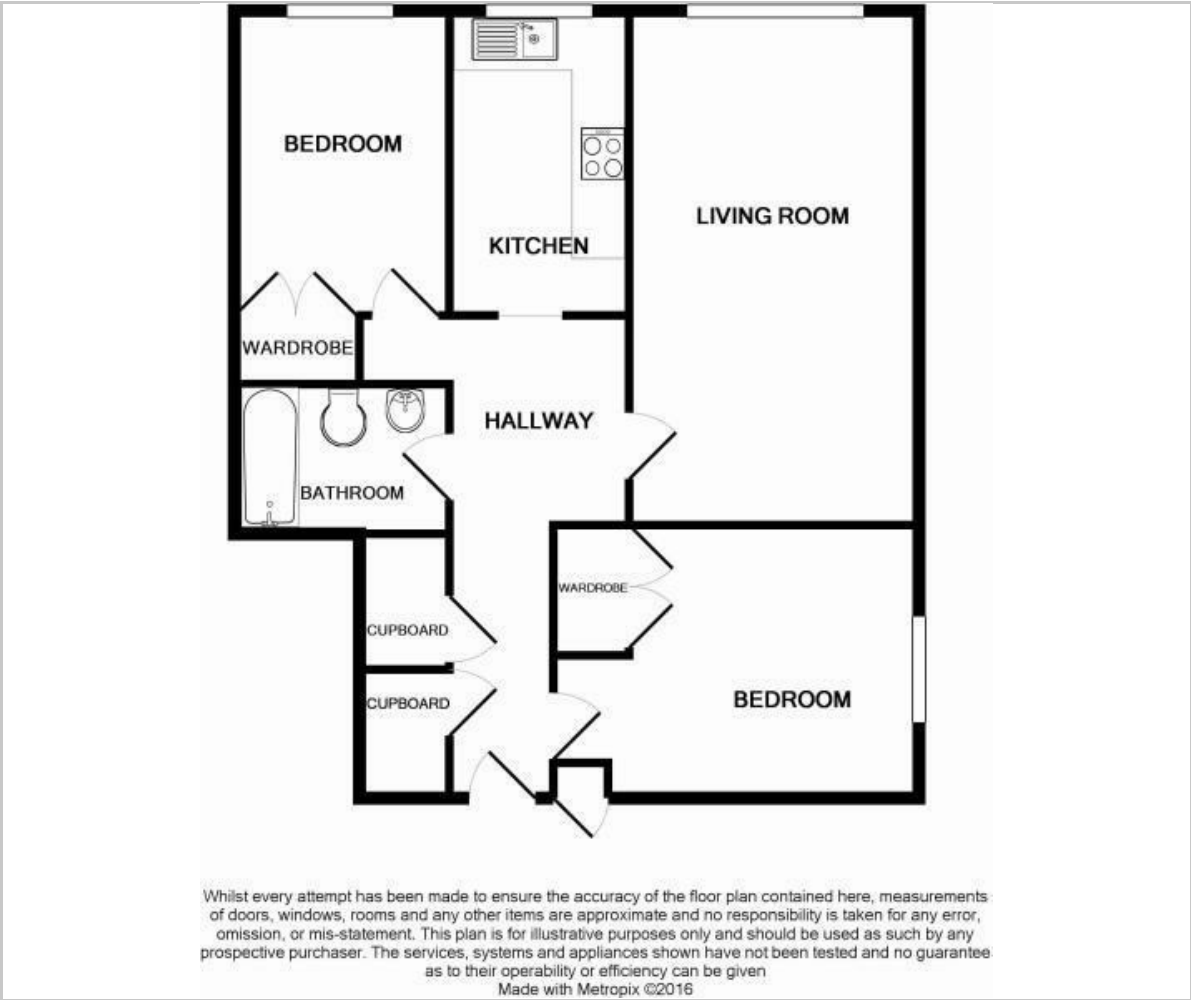 BEDROOM
LIVING ROOM
KITCHEN
WARDROBE
HALLWAY
BATHROOM
WARDROBE
CUPBOARD
BEDROOM
CUPBOARD
Whilst every attempt has been made to ensure the accuracy of the floor plan contained here, measurements
of doors, windows, rooms and any other items are approximate and no responsibility is taken for any error,
omission, or mis-statement. This plan is for illustrative purposes only and should be used as such by any
prospective purchaser. The services, systems and appliances shown have not been tested and no guarantee
as to their operability or efficiency can be given
Made with Metropix ©2016